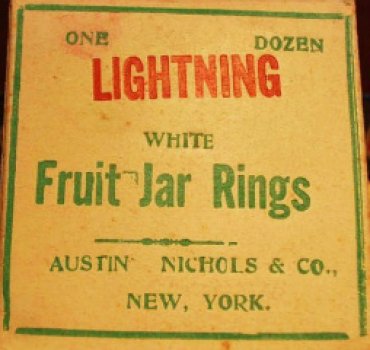 ONE DOZEN
LIGHTNING
WHITE
Fruit Jar Rings
AUSTIN NICHOLS & CO.,
NEW, YORK.